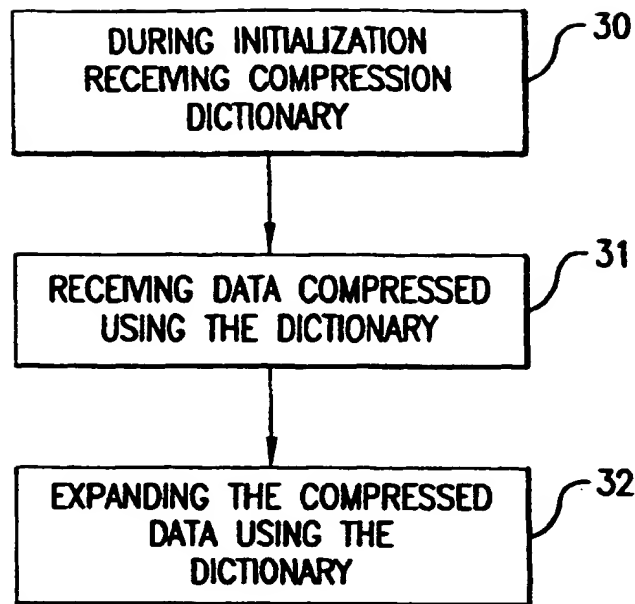 DURING INITIALIZATION
RECEIVING COMPRESSION
DICTIONARY
30
RECEIVING DATA COMPRESSED
USING THE DICTIONARY
31
EXPANDING THE COMPRESSED
DATA USING THE
DICTIONARY
32